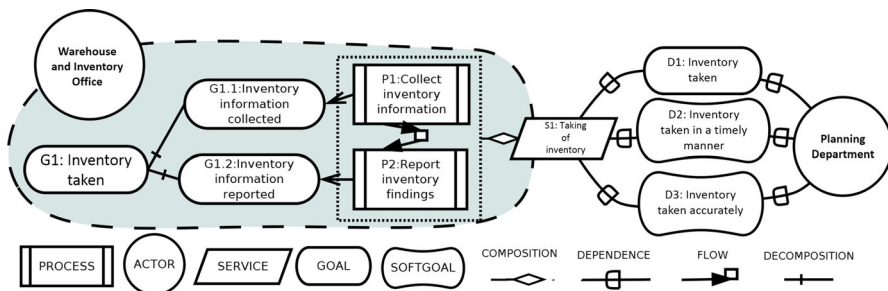 Warehouse
and Inventory
Office
G1: Inventory
taken
G1.1:Inventory
information
collected
G1.2:Inventory
information
reported
P1:Collect
inventory
information
P2:Report
inventory
findings
S1: Taking
of
inventory
D1: Inventory
taken
D2: Inventory
taken in a timely
manner
D3: Inventory
taken accurately
Planning
Department
PROCESS
ACTOR
SERVICE
GOAL
SOFTGOAL
COMPOSITION
DEPENDENCE
FLOW
DECOMPOSITION